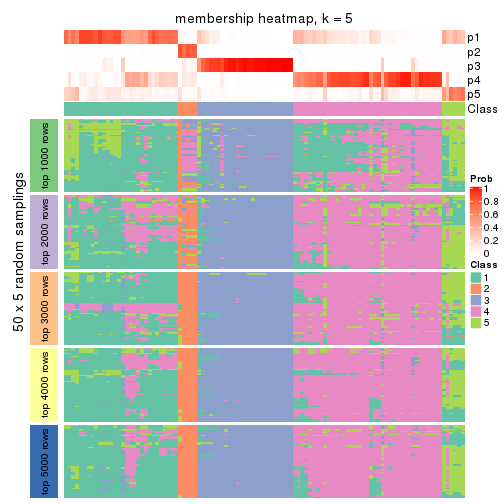 membership heatmap, k = 5
p1
p2
p3
p4
p5
Class
50 x 5 random samplings
top 1000 rows
top 2000 rows
top 3000 rows
top 4000 rows
top 5000 rows
Prob
1
0.8
0.6
0.4
0.2
0
Class
1
2
3
4
5